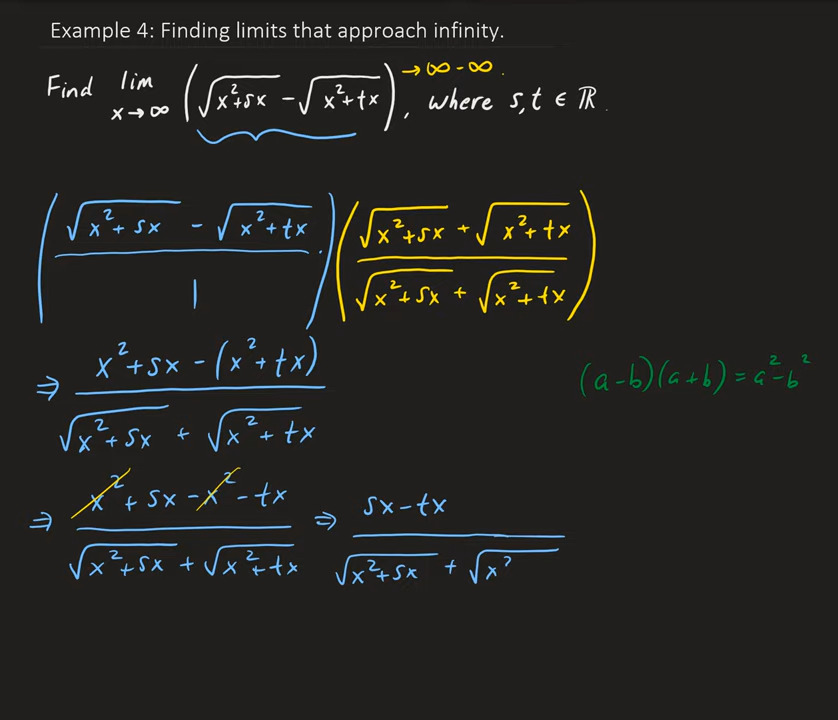 Example 4: Finding limits that approach infinity.
Find lim x→∞ (√(x²+sx) - √(x²+tx)) →∞-∞. , where s,t ∈ ℝ.
((√(x²+sx) - √(x²+tx))/1) · ((√(x²+sx) + √(x²+tx))/(√(x²+sx) + √(x²+tx)))
⇒ (x²+sx - (x²+tx))/(√(x²+sx) + √(x²+tx))
(a-b)(a+b) = a²-b²
⇒ (x²+sx - x² - tx)/(√(x²+sx) + √(x²+tx)) ⇒ (sx-tx)/(√(x²+sx) + √(x²